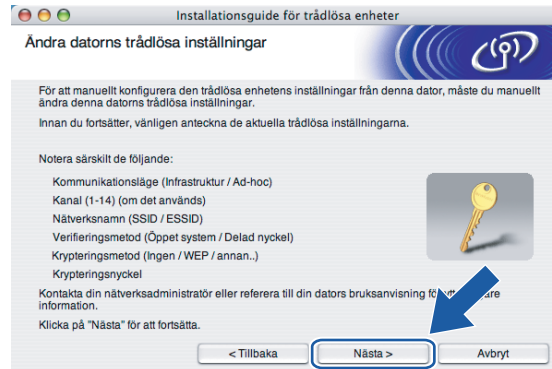 Installationsguide för trådlösa enheter
Ändra datorns trådlösa inställningar
För att manuellt konfigurera den trådlösa enhetens inställningar från denna dator, måste du manuellt
ändra denna datorns trådlösa inställningar.
Innan du fortsätter, vänligen anteckna de aktuella trådlösa inställningarna.
Notera särskilt de följande:
Kommunikationsläge (Infrastruktur / Ad-hoc)
Kanal (1-14) (om det används)
Nätverksnamn (SSID / ESSID)
Verifieringsmetod (Öppet system / Delad nyckel)
Krypteringsmetod (Ingen / WEP / annan..)
Krypteringsnyckel
Kontakta din nätverksadministratör eller referera till din dators bruksanvisning
information.
Klicka på "Nästa" för att fortsätta.
< Tillbaka
Nästa >
Avbryt